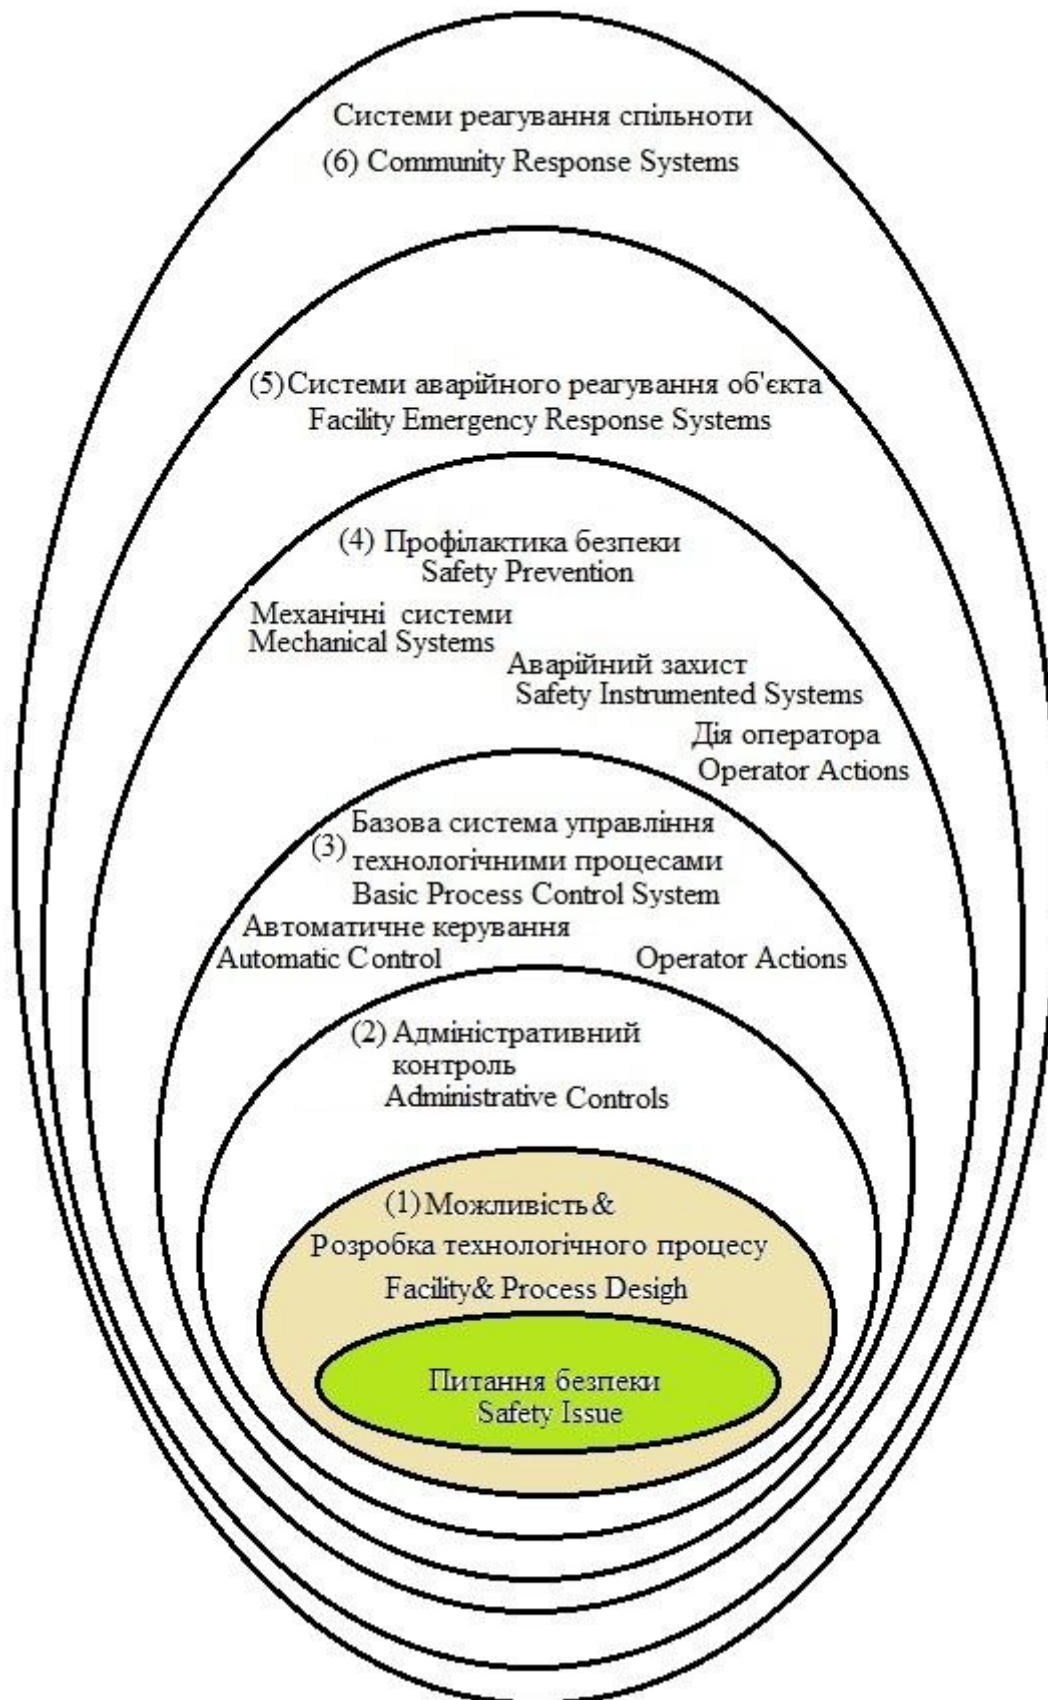 Системи реагування спільноти
(6) Community Response Systems
(5) Системи аварійного реагування об'єкта
Facility Emergency Response Systems
(4) Профілактика безпеки
Safety Prevention
Механічні системи
Mechanical Systems
Аварійний захист
Safety Instrumented Systems
Дія оператора
Operator Actions
Базова система управління
(3) технологічними процесами
Basic Process Control System
Автоматичне керування
Automatic Control
Operator Actions
(2) Адміністративний
контроль
Administrative Controls
(1) Можливість &
Розробка технологічного процесу
Facility & Process Desigh
Питання безпеки
Safety Issue